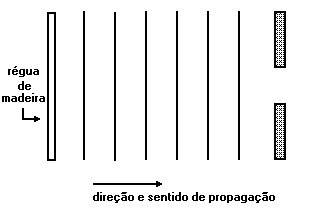 régua
de
madeira
direção e sentido de propagação